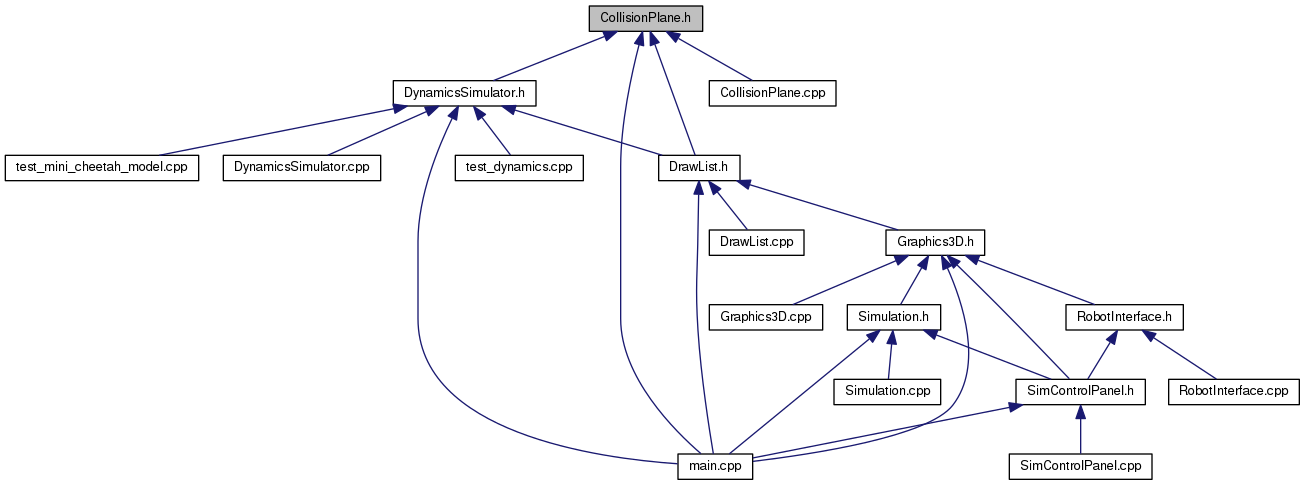 CollisionPlane.h
DynamicsSimulator.h
CollisionPlane.cpp
test_mini_cheetah_model.cpp
DynamicsSimulator.cpp
test_dynamics.cpp
DrawList.h
DrawList.cpp
Graphics3D.h
Graphics3D.cpp
Simulation.h
RobotInterface.h
Simulation.cpp
SimControlPanel.h
RobotInterface.cpp
main.cpp
SimControlPanel.cpp